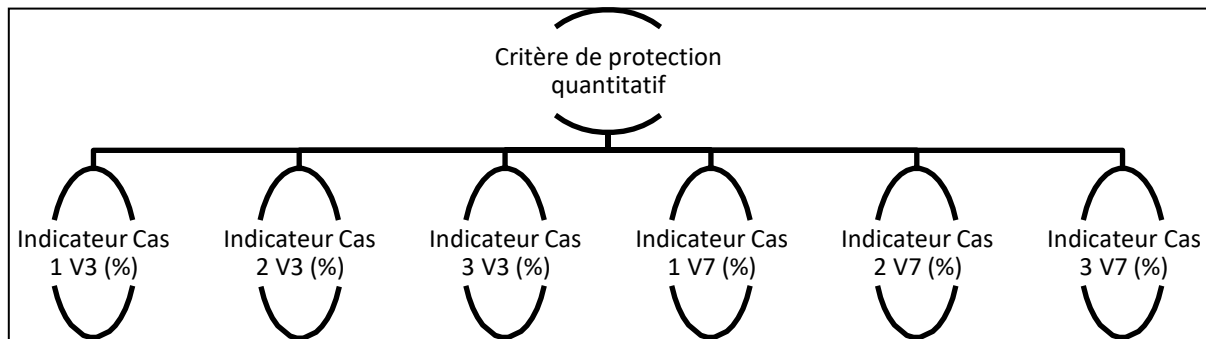 Critère de protection
quantitatif
Indicateur Cas
1 V3 (%)
Indicateur Cas
2 V3 (%)
Indicateur Cas
3 V3 (%)
Indicateur Cas
1 V7 (%)
Indicateur Cas
2 V7 (%)
Indicateur Cas
3 V7 (%)